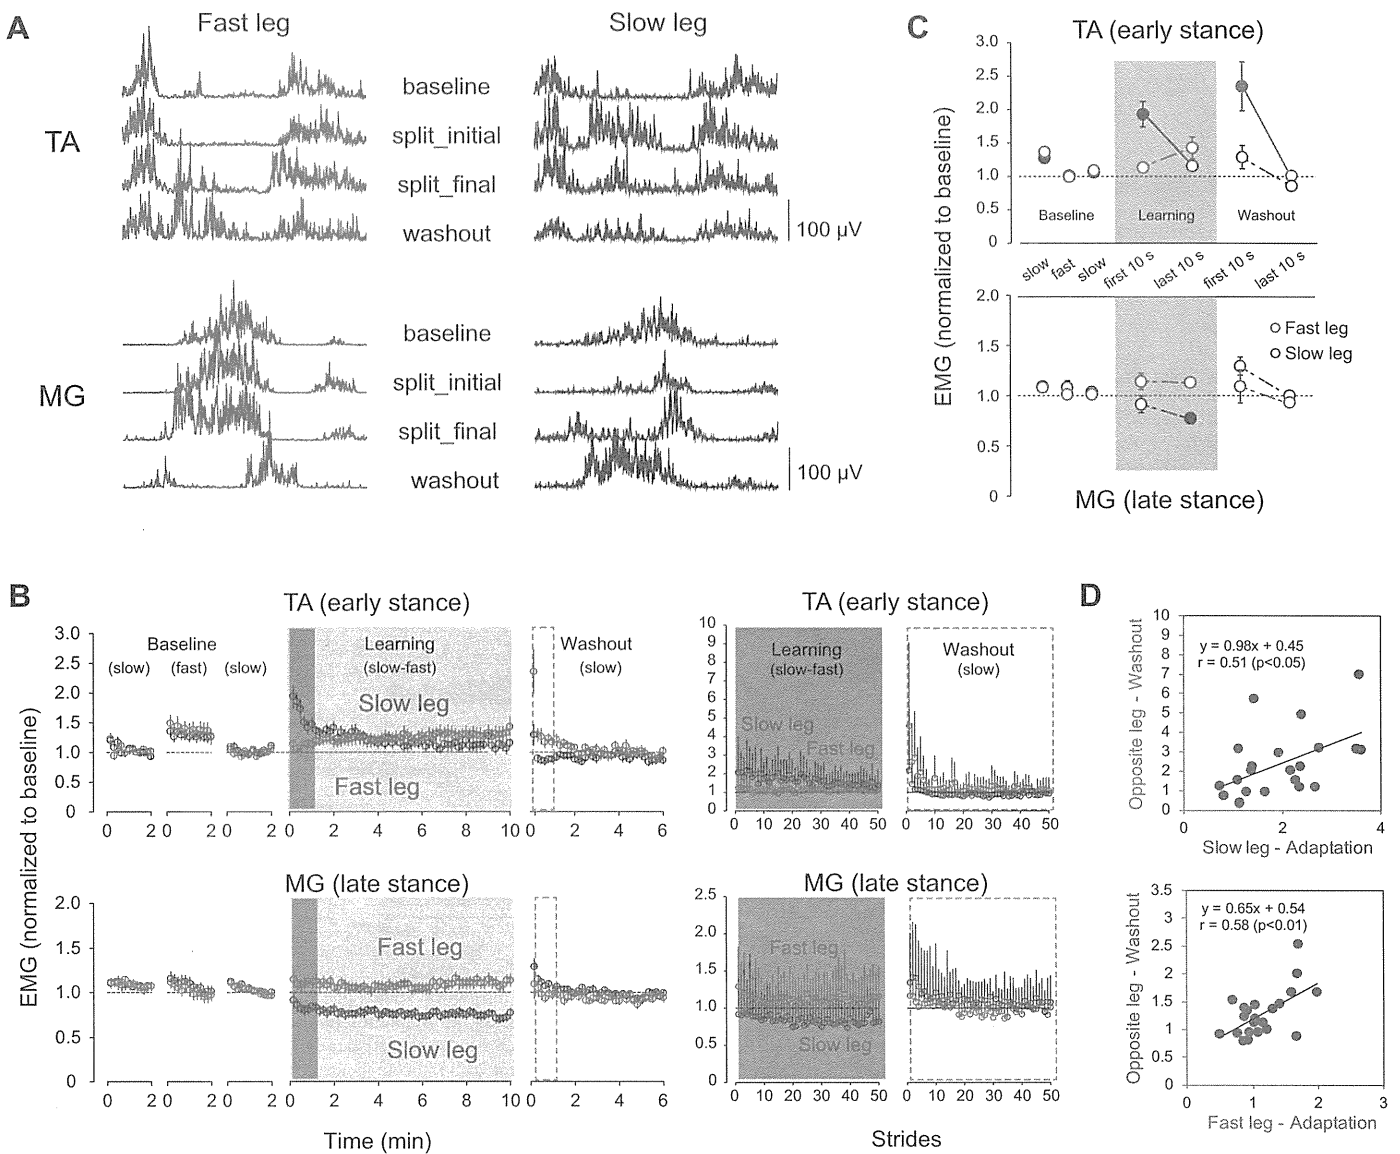 A
Fast leg
Slow leg
TA
baseline
split_initial
split_final
washout
100 µV
MG
baseline
split_initial
split_final
washout
100 µV
C
TA (early stance)
EMG (normalized to baseline)
3.0
2.5
2.0
1.5
1.0
0.5
0
Baseline
Learning
Washout
slow
fast
slow
first 10 s
last 10 s
first 10 s
last 10 s
2.0
1.5
1.0
0.5
0
Fast leg
Slow leg
MG (late stance)
B
TA (early stance)
EMG (normalized to baseline)
3.0
2.5
2.0
1.5
1.0
0.5
0
Baseline
(slow)
(fast)
(slow)
Learning
(slow-fast)
Washout
(slow)
Slow leg
Fast leg
0 2 0 2 0 2 0 2 4 6 8 10 0 2 4 6
MG (late stance)
2.0
1.5
1.0
0.5
0
Fast leg
Slow leg
0 2 0 2 0 2 0 2 4 6 8 10 0 2 4 6
Time (min)
TA (early stance)
10
9
8
7
6
5
4
3
2
1
0
Learning
(slow-fast)
Washout
(slow)
Slow leg
Fast leg
0 10 20 30 40 50 0 10 20 30 40 50
MG (late stance)
2.5
2.0
1.5
1.0
0.5
0
Fast leg
Slow leg
0 10 20 30 40 50 0 10 20 30 40 50
Strides
D
Opposite leg - Washout
10
9
8
7
6
5
4
3
2
1
0
y = 0.98x + 0.45
r = 0.51 (p<0.05)
0 2 4
Slow leg - Adaptation
Opposite leg - Washout
3.5
3
2.5
2
1.5
1
0.5
0
y = 0.65x + 0.54
r = 0.58 (p<0.01)
0 1 2 3
Fast leg - Adaptation